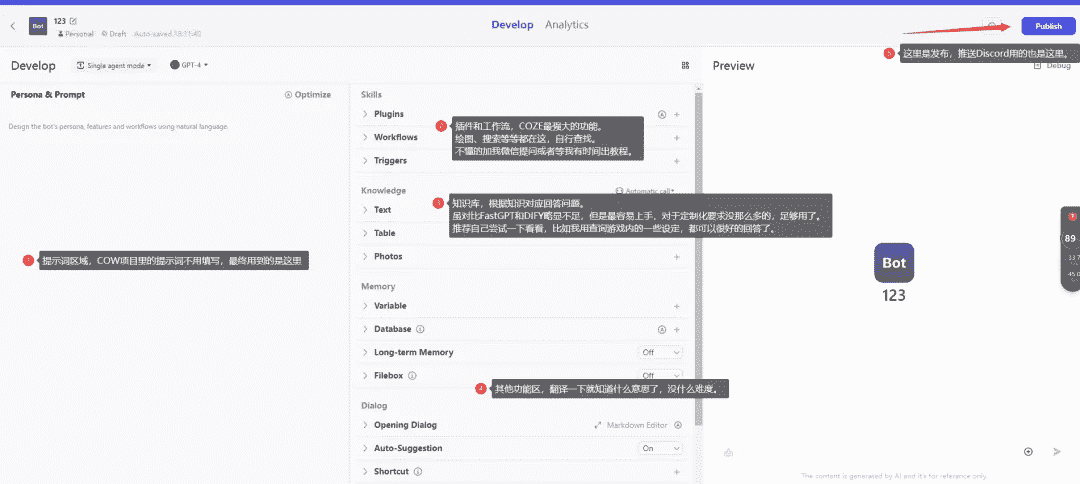 123
Personal Draft Auto-saved 18:31:45
Develop Analytics
Publish
5 这里是发布，推送Discord用的也是这里。
Develop Single agent mode GPT-4
Preview Debug
Persona & Prompt Optimize
Design the bot's persona, features and workflows using natural language.
1 提示词区域，COW项目里的提示词不用填写，最终用到的是这里
Skills
Plugins
Workflows
Triggers
2 插件和工作流，COZE最强大的功能。
绘图、搜索等等都在这，自行查找。
不懂的加我微信提问或者等我有时间出教程。
Knowledge Automatic call
Text
Table
Photos
3 知识库，根据知识对应回答问题。
虽对比FastGPT和DIFY略显不足，但是最容易上手，对于定制化要求没那么多的，足够用了。
推荐自己尝试一下看看，比如我用查询游戏内的一些设定，都可以很好的回答了。
Memory
Variable
Database
Long-term Memory Off
Filebox Off
4 其他功能区，翻译一下就知道什么意思了，没什么难度。
Dialog
Opening Dialog Markdown Editor
Auto-Suggestion On
Shortcut
Bot
123
89
The content is generased by AI and it's for reference only.